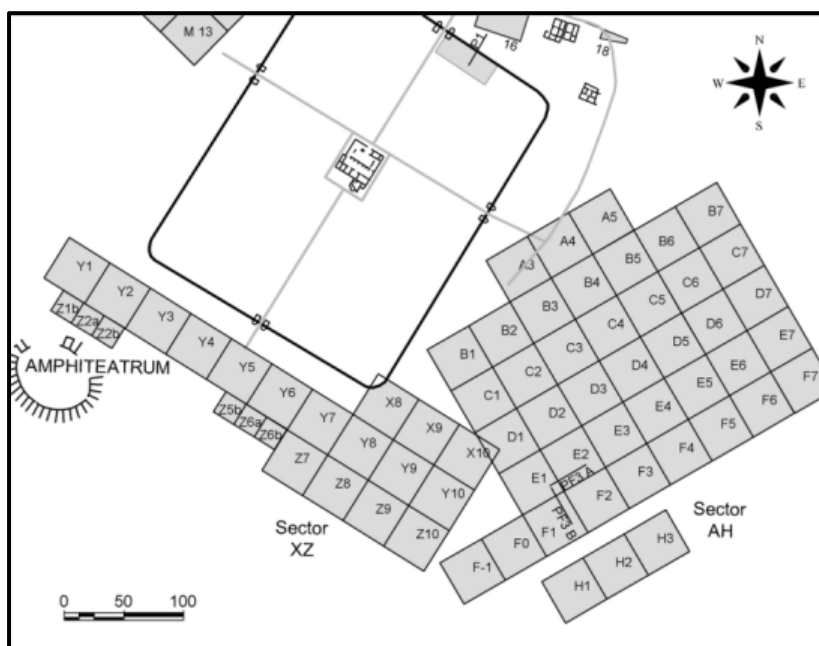 M 13
P1
16
18
N
W E
S
A3 A4 A5
B1 B2 B3 B4 B5 B6 B7
C1 C2 C3 C4 C5 C6 C7
D1 D2 D3 D4 D5 D6 D7
E1 E2 E3 E4 E5 E6 E7
F-1 F0 F1 F2 F3 F4 F5 F6 F7
PF3 A
PF3 B
H1 H2 H3
Sector
AH
Y1 Y2 Y3 Y4 Y5 Y6 Y7 Y8 Y9 Y10
Z1b Z2a Z2b
AMPHITEATRUM
X8 X9 X10
Z5b Z6a Z6b
Z7 Z8 Z9 Z10
Sector
XZ
0 50 100